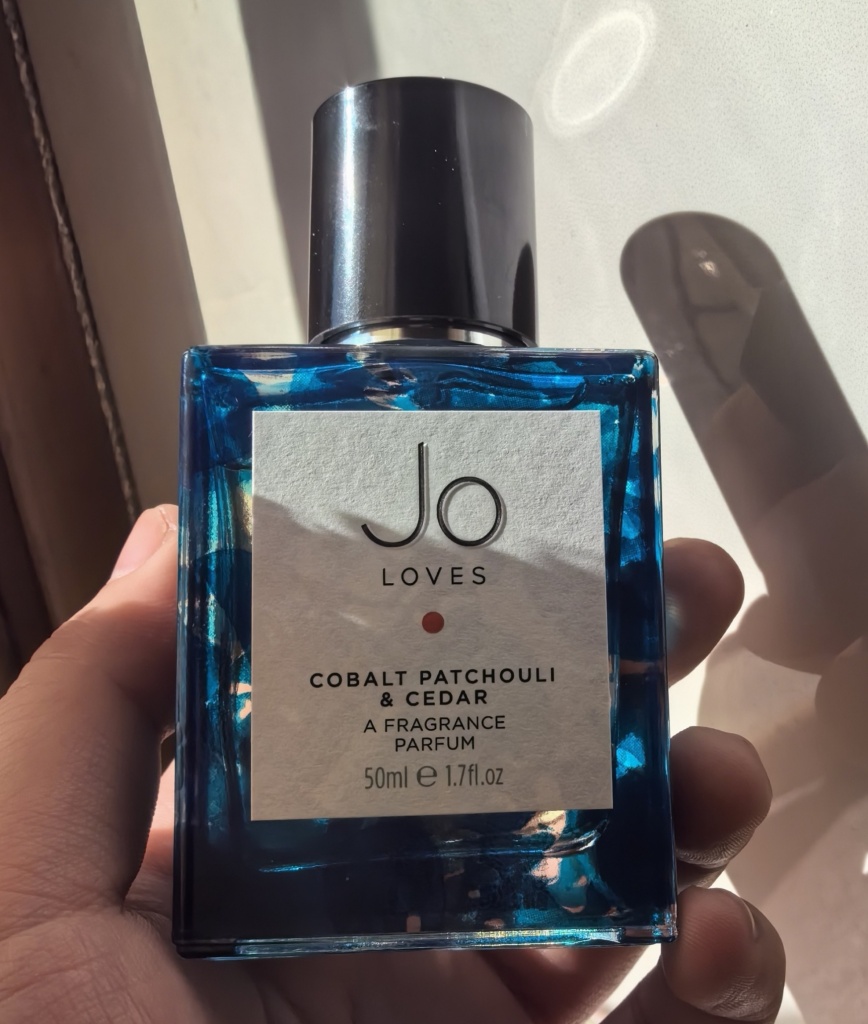 Jo
LOVES
COBALT PATCHOULI
& CEDAR
A FRAGRANCE
PARFUM
50ml ℮ 1.7fl.oz